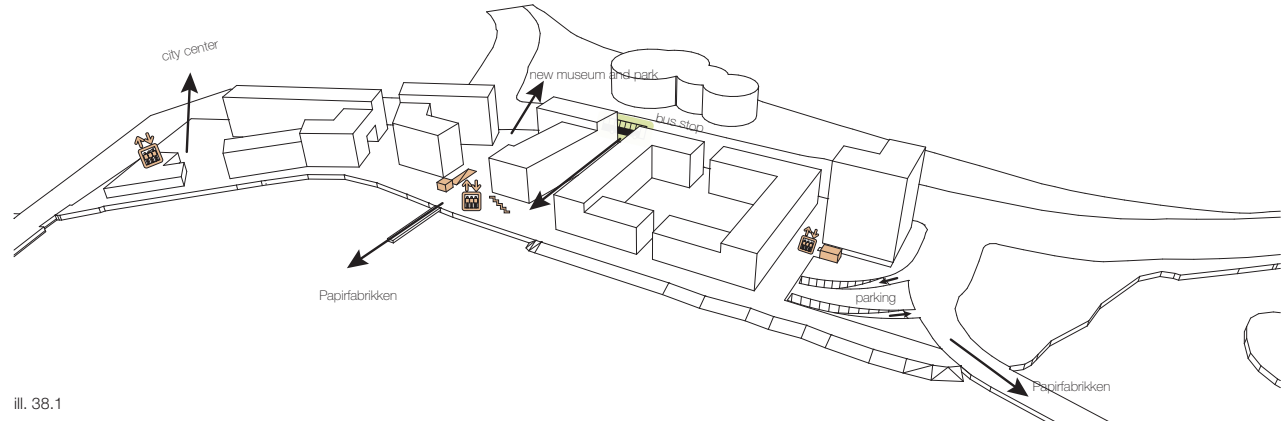 city center
new museum and park
bus stop
Papirfabrikken
parking
Papirfabrikken
ill. 38.1